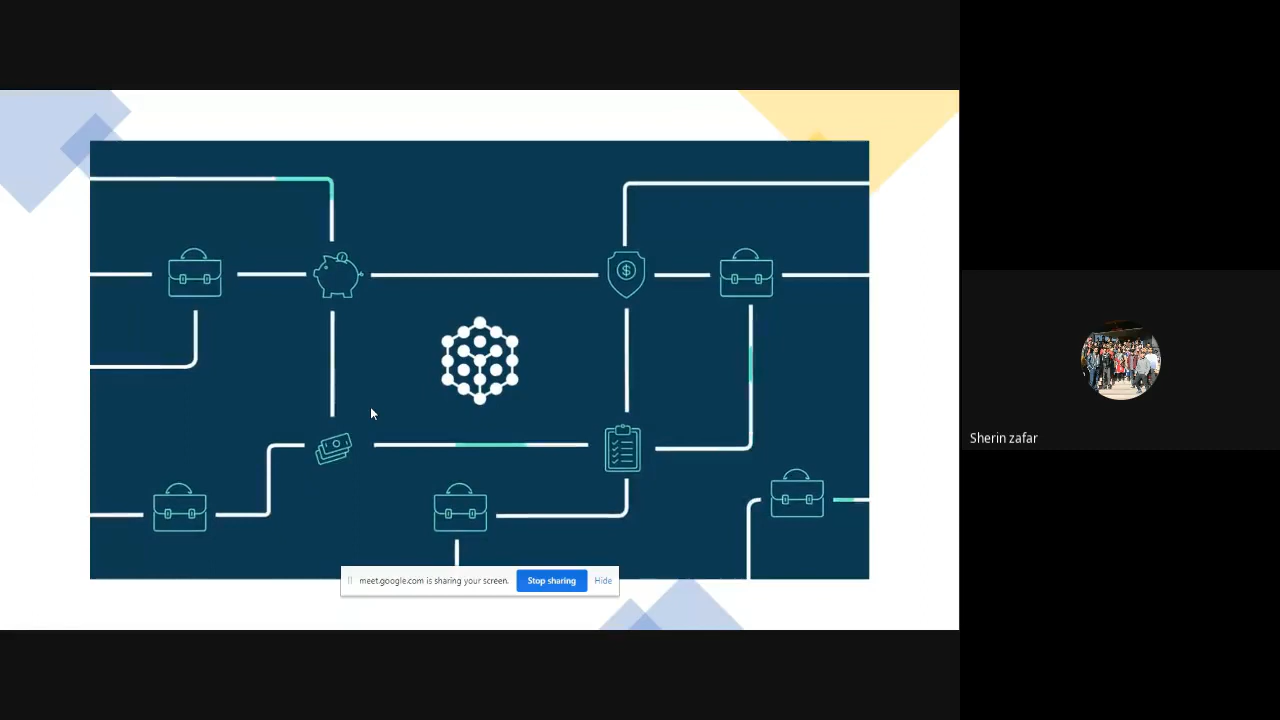 $
Sherin zafar
meet.google.com is sharing your screen.
Stop sharing
Hide